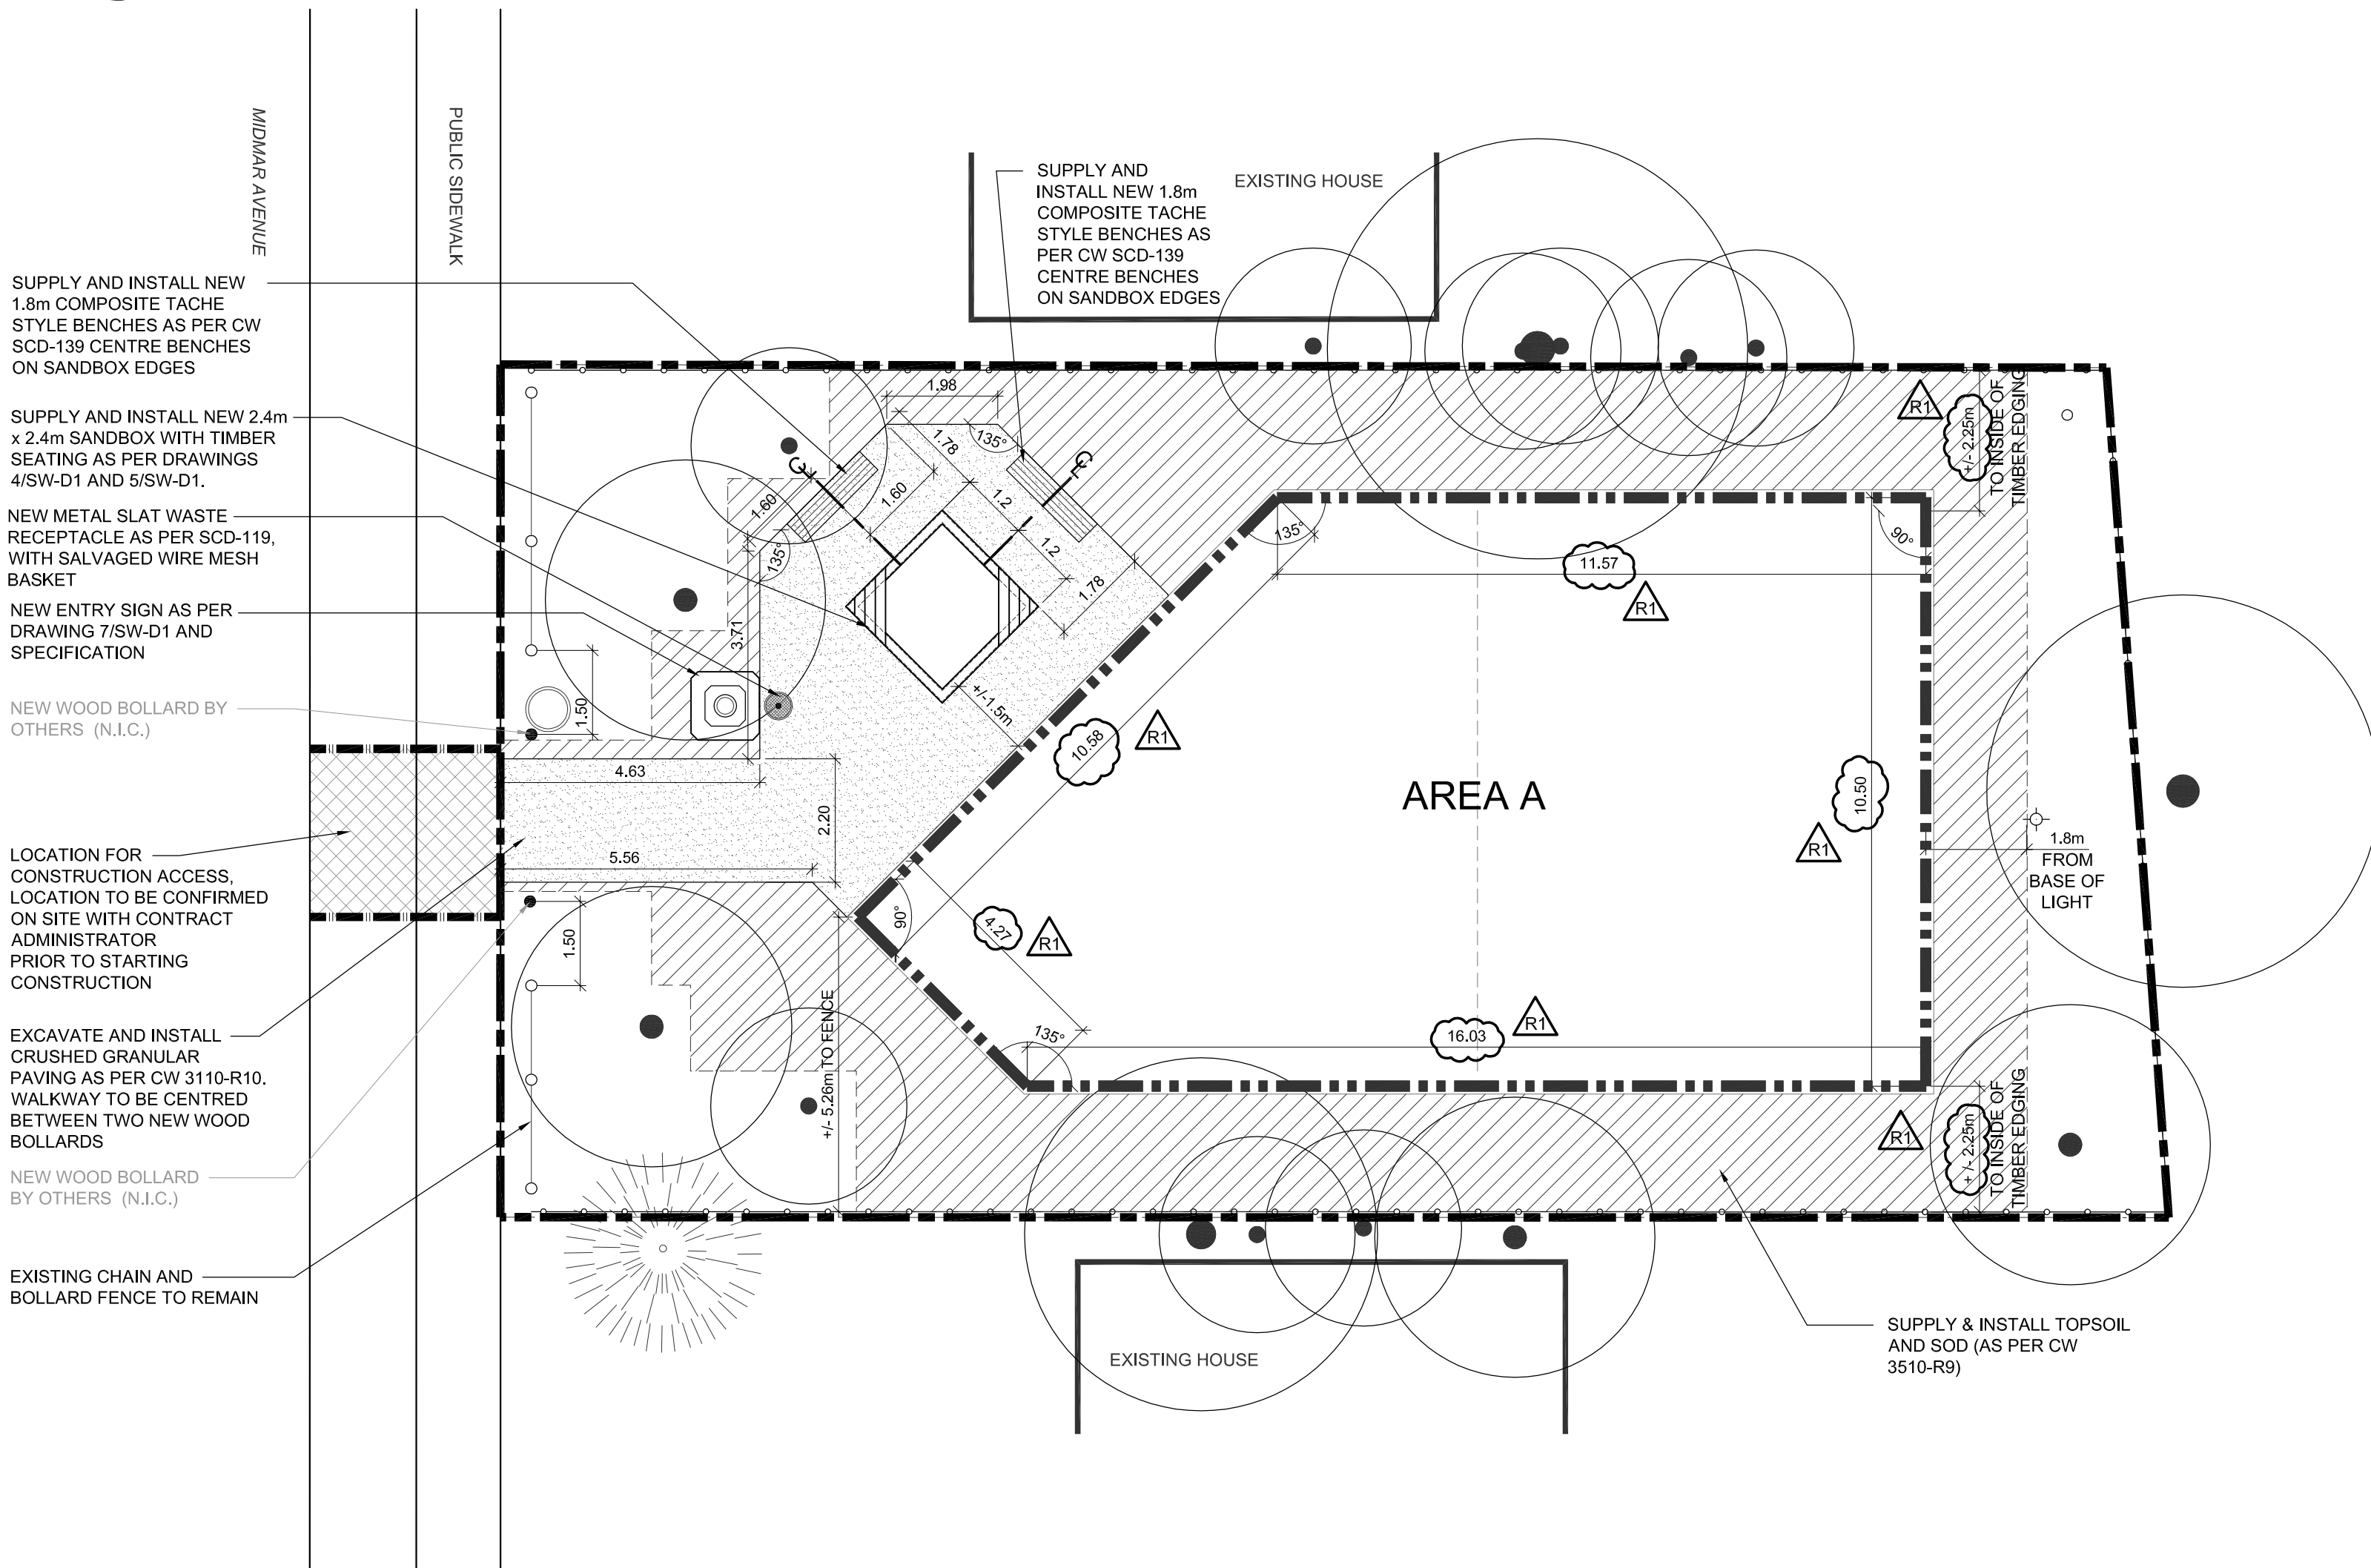 MIDMAR AVENUE
PUBLIC SIDEWALK
SUPPLY AND INSTALL NEW
1.8m COMPOSITE TACHE
STYLE BENCHES AS PER CW
SCD-139 CENTRE BENCHES
ON SANDBOX EDGES
SUPPLY AND INSTALL NEW 2.4m
x 2.4m SANDBOX WITH TIMBER
SEATING AS PER DRAWINGS
4/SW-D1 AND 5/SW-D1.
NEW METAL SLAT WASTE
RECEPTACLE AS PER SCD-119,
WITH SALVAGED WIRE MESH
BASKET
NEW ENTRY SIGN AS PER
DRAWING 7/SW-D1 AND
SPECIFICATION
NEW WOOD BOLLARD BY
OTHERS (N.I.C.)
LOCATION FOR
CONSTRUCTION ACCESS,
LOCATION TO BE CONFIRMED
ON SITE WITH CONTRACT
ADMINISTRATOR
PRIOR TO STARTING
CONSTRUCTION
EXCAVATE AND INSTALL
CRUSHED GRANULAR
PAVING AS PER CW 3110-R10.
WALKWAY TO BE CENTRED
BETWEEN TWO NEW WOOD
BOLLARDS
NEW WOOD BOLLARD
BY OTHERS (N.I.C.)
EXISTING CHAIN AND
BOLLARD FENCE TO REMAIN
SUPPLY AND
INSTALL NEW 1.8m
COMPOSITE TACHE
STYLE BENCHES AS
PER CW SCD-139
CENTRE BENCHES
ON SANDBOX EDGES
EXISTING HOUSE
1.98
1.78
135°
CL
CL
1.60
1.60
1.2
1.2
1.78
135°
3.71
+/-1.5m
1.50
4.63
2.20
5.56
1.50
+/- 5.26m TO FENCE
135°
11.57
R1
90°
10.58
R1
AREA A
10.50
R1
90°
4.27
R1
135°
16.03
R1
R1
+/- 2.25m
TO INSIDE OF
TIMBER EDGING
1.8m
FROM
BASE OF
LIGHT
R1
+/- 2.25m
TO INSIDE OF
TIMBER EDGING
EXISTING HOUSE
SUPPLY & INSTALL TOPSOIL
AND SOD (AS PER CW
3510-R9)